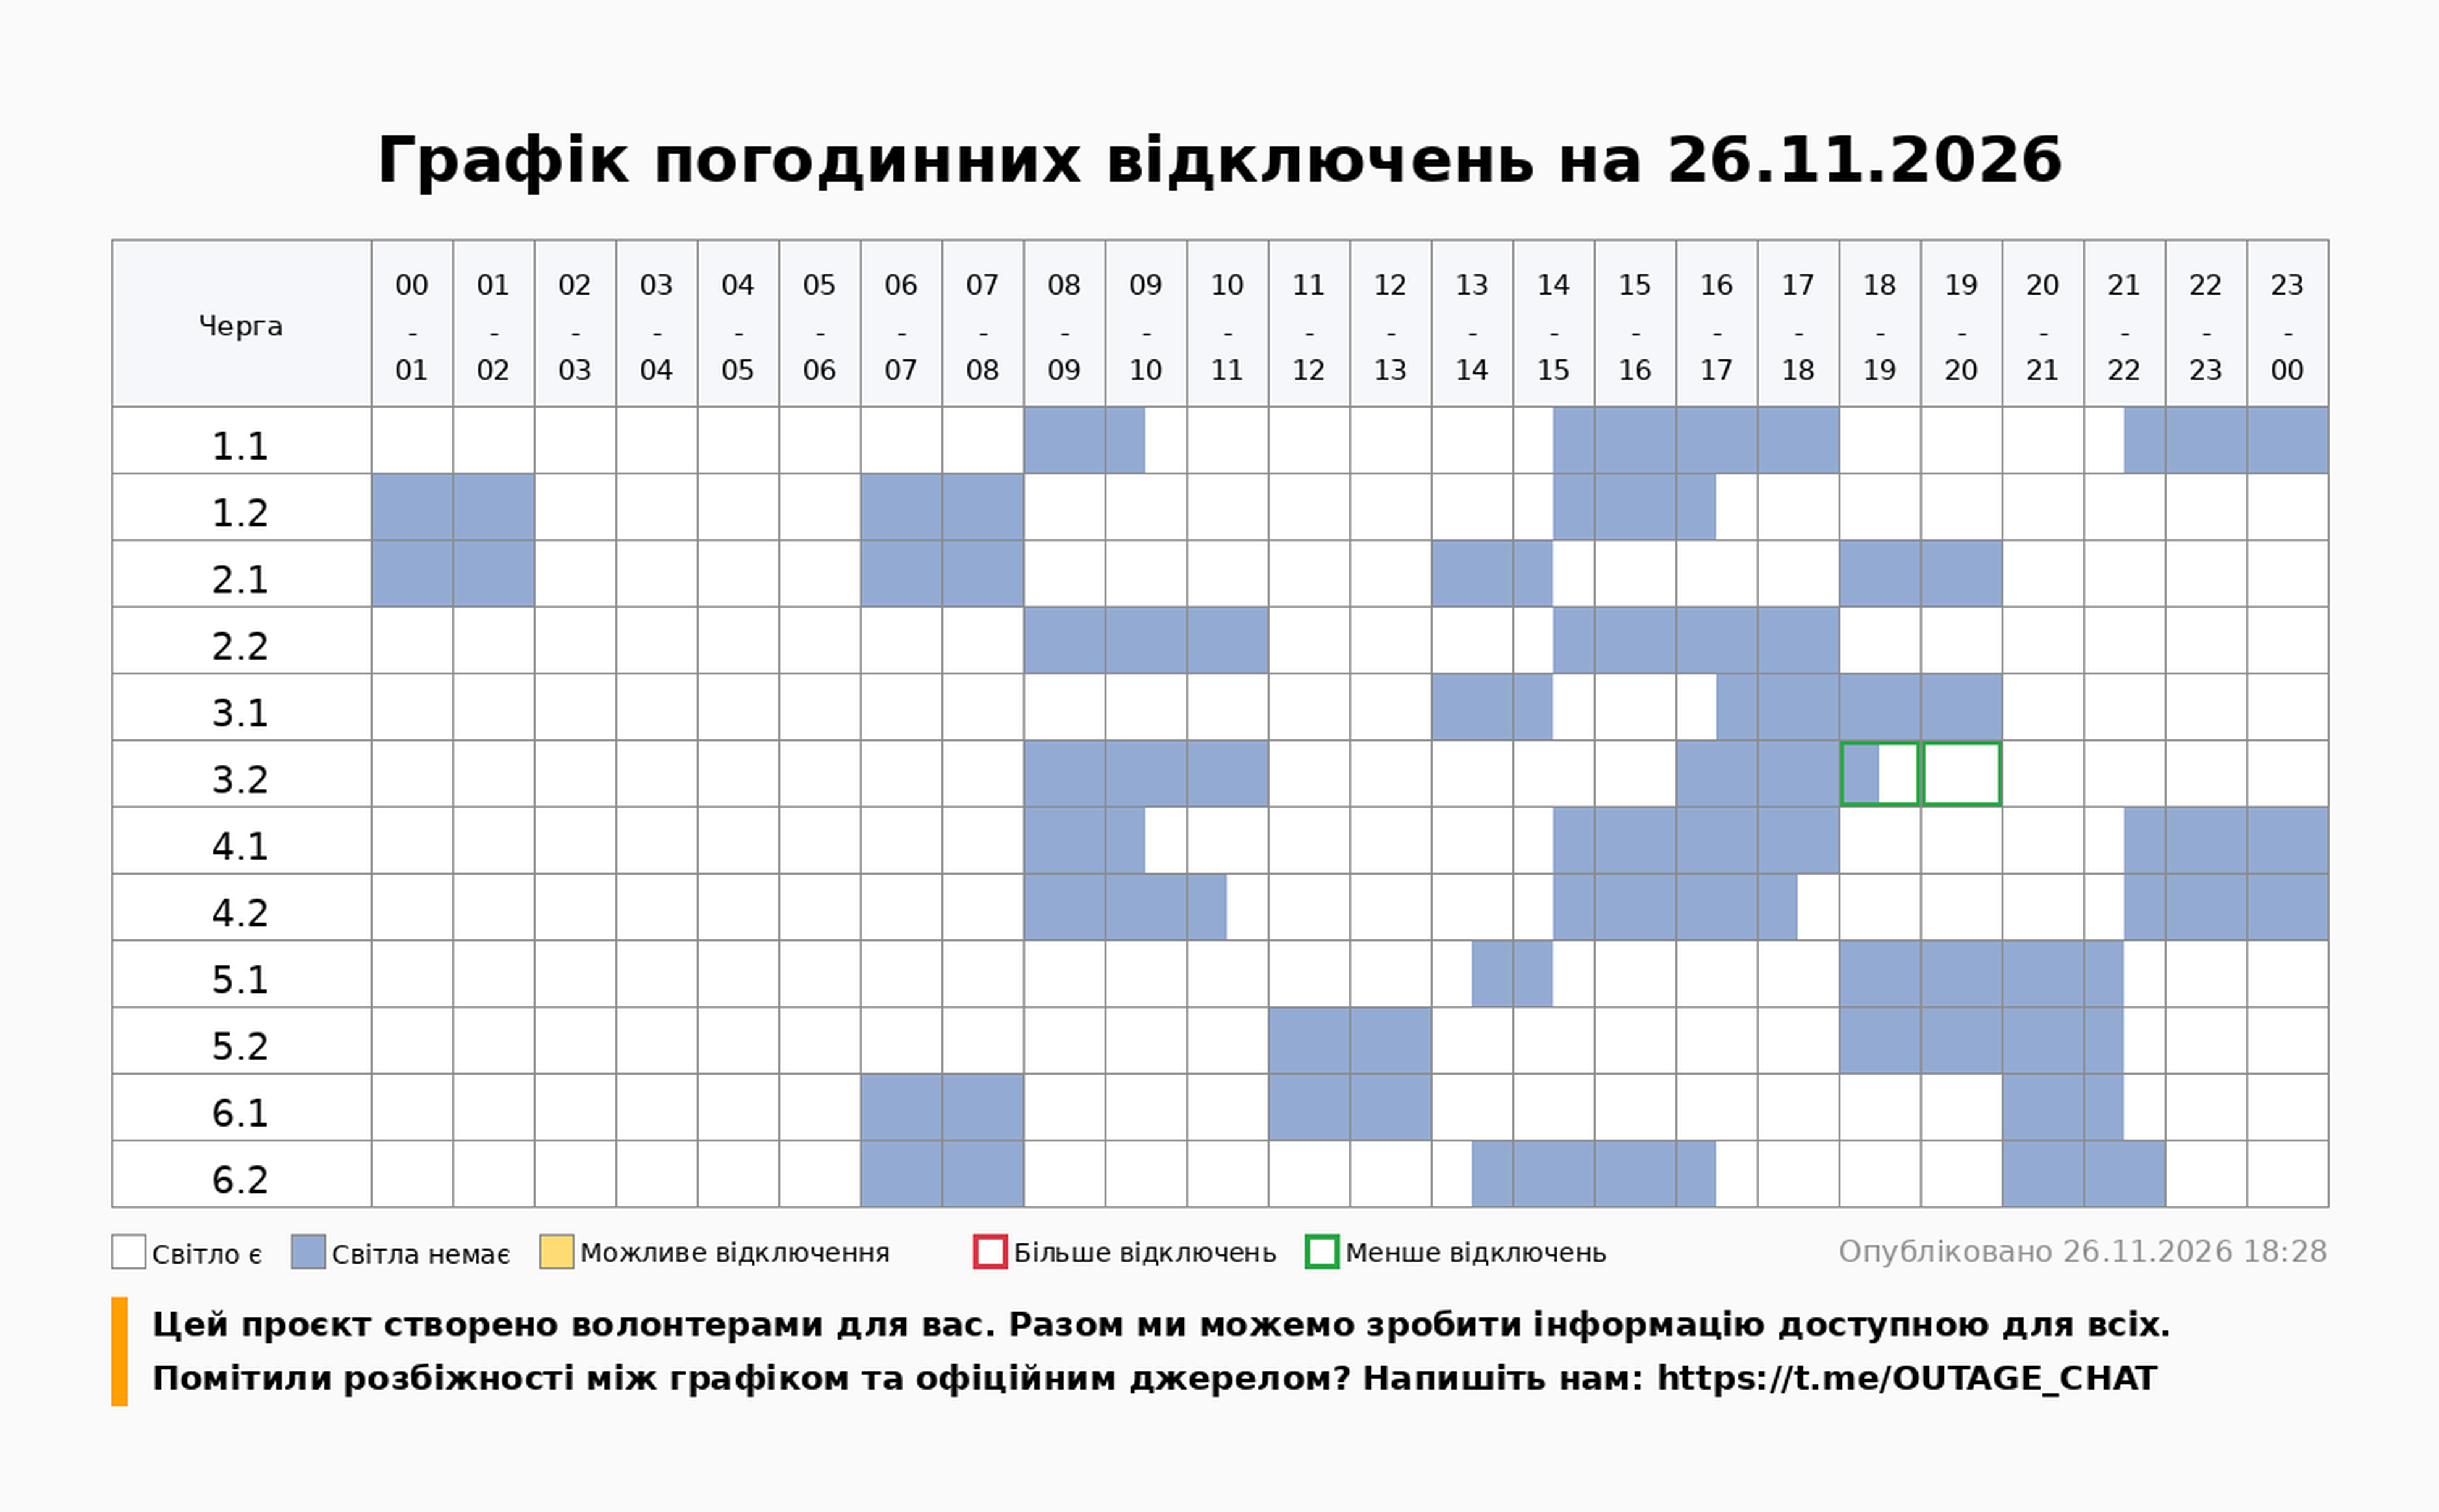 Графік погодинних відключень на 26.11.2026
Черга
00 - 01
01 - 02
02 - 03
03 - 04
04 - 05
05 - 06
06 - 07
07 - 08
08 - 09
09 - 10
10 - 11
11 - 12
12 - 13
13 - 14
14 - 15
15 - 16
16 - 17
17 - 18
18 - 19
19 - 20
20 - 21
21 - 22
22 - 23
23 - 00
1.1
1.2
2.1
2.2
3.1
3.2
4.1
4.2
5.1
5.2
6.1
6.2
Світло є
Світла немає
Можливе відключення
Більше відключень
Менше відключень
Опубліковано 26.11.2026 18:28
Цей проєкт створено волонтерами для вас. Разом ми можемо зробити інформацію доступною для всіх.
Помітили розбіжності між графіком та офіційним джерелом? Напишіть нам: https://t.me/OUTAGE_CHAT